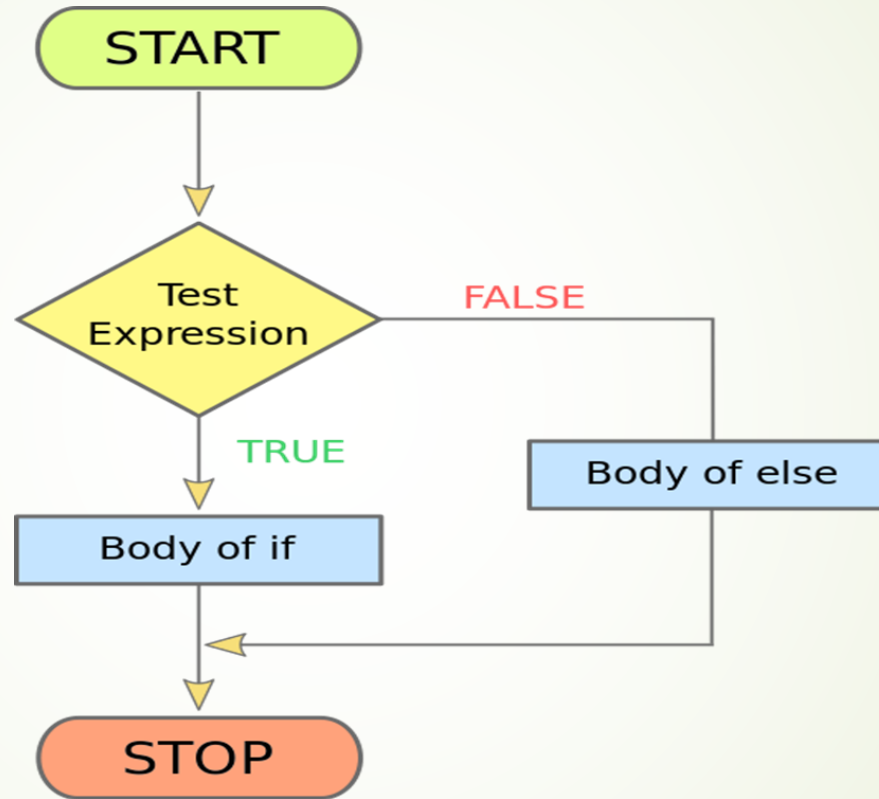 START
Test
Expression
FALSE
TRUE
Body of else
Body of if
STOP